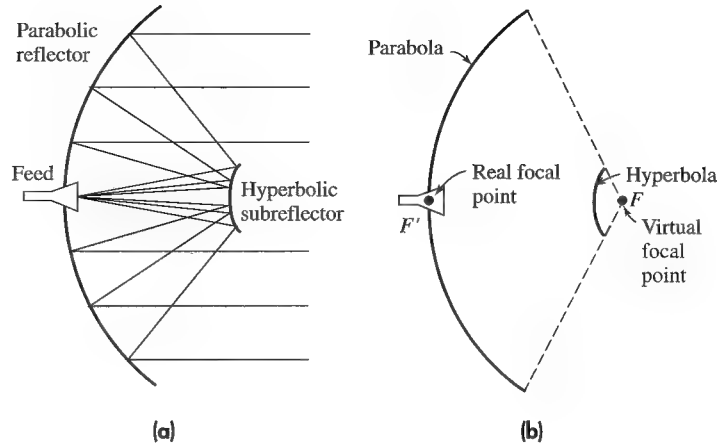 Parabolic
reflector
Feed
Hyperbolic
subreflector
(a)
Parabola
Real focal
point
F'
Hyperbola
F
Virtual
focal
point
(b)